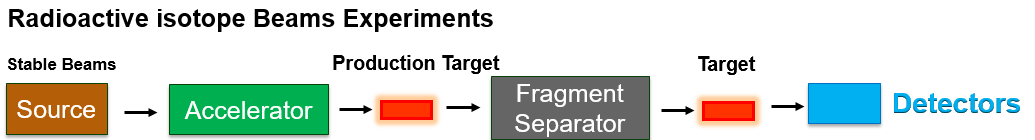 Radioactive isotope Beams Experiments
Stable Beams
Production Target
Target
Source
Accelerator
Fragment
Separator
Detectors